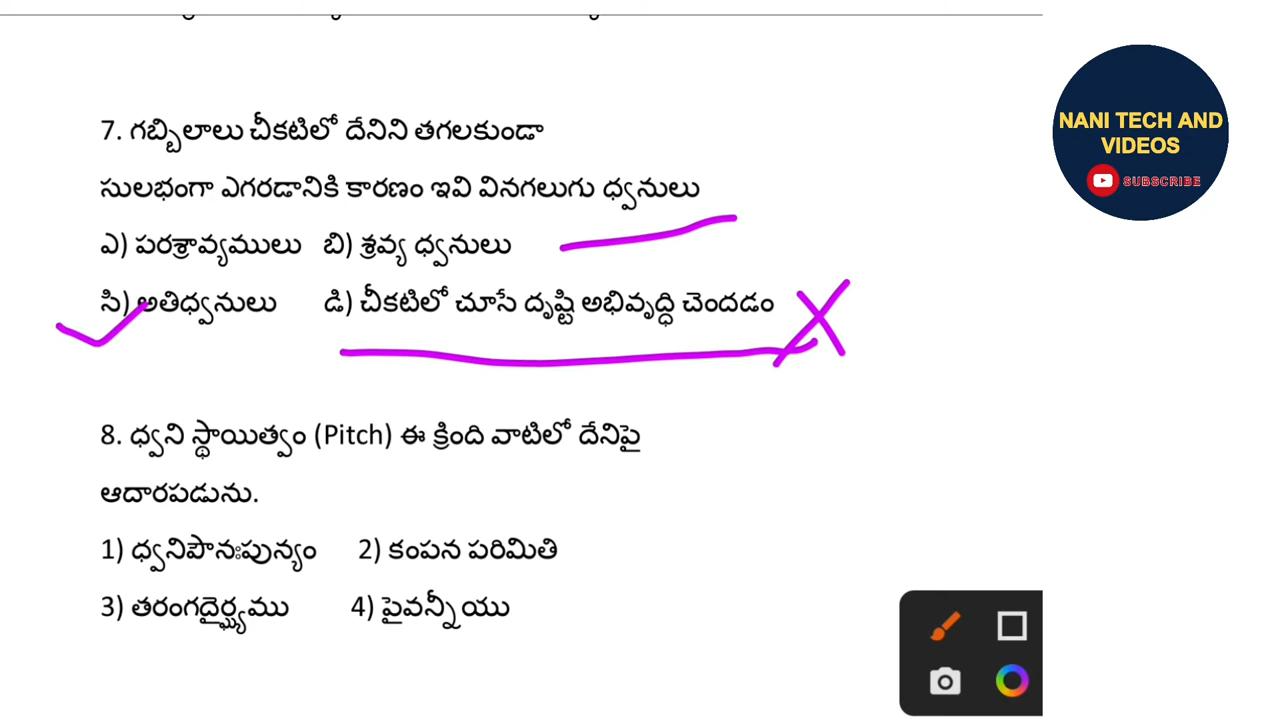 7. గబ్బిలాలు చీకటిలో దేనిని తగలకుండా
సులభంగా ఎగరడానికి కారణం ఇవి వినగలుగు ధ్వనులు
ఎ) పరశ్రావ్యములు బి) శ్రవ్య ధ్వనులు
సి) అతిధ్వనులు డి) చీకటిలో చూసే దృష్టి అభివృద్ధి చెందడం
8. ధ్వని స్థాయిత్వం (Pitch) ఈ క్రింది వాటిలో దేనిపై
ఆదారపడును.
1) ధ్వనిపౌనఃపున్యం 2) కంపన పరిమితి
3) తరంగదైర్ఘ్యము 4) పైవన్నీయు
NANI TECH AND
VIDEOS
SUBSCRIBE